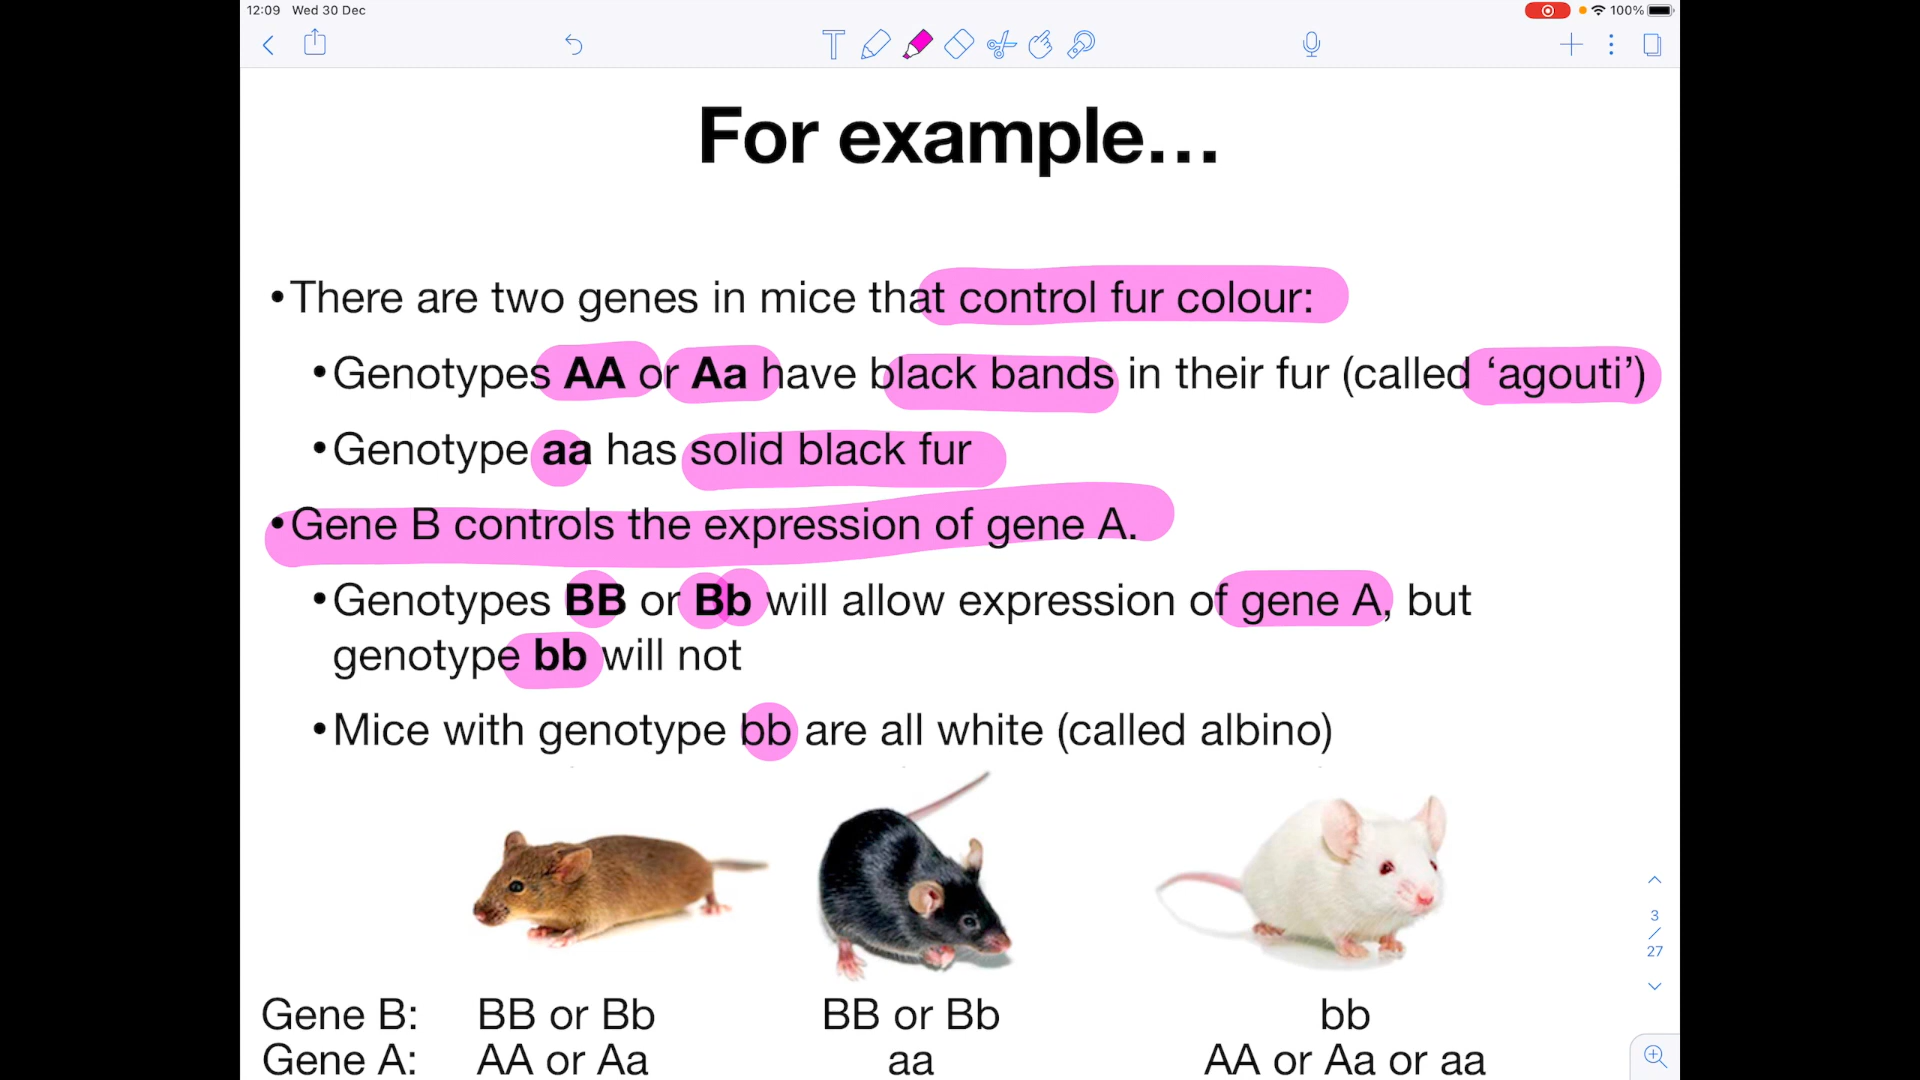 12:09 Wed 30 Dec
100%
For example...
•There are two genes in mice that control fur colour:
•Genotypes AA or Aa have black bands in their fur (called ‘agouti’)
•Genotype aa has solid black fur
•Gene B controls the expression of gene A.
•Genotypes BB or Bb will allow expression of gene A, but
genotype bb will not
•Mice with genotype bb are all white (called albino)
3
/
27
Gene B: BB or Bb BB or Bb bb
Gene A: AA or Aa aa AA or Aa or aa